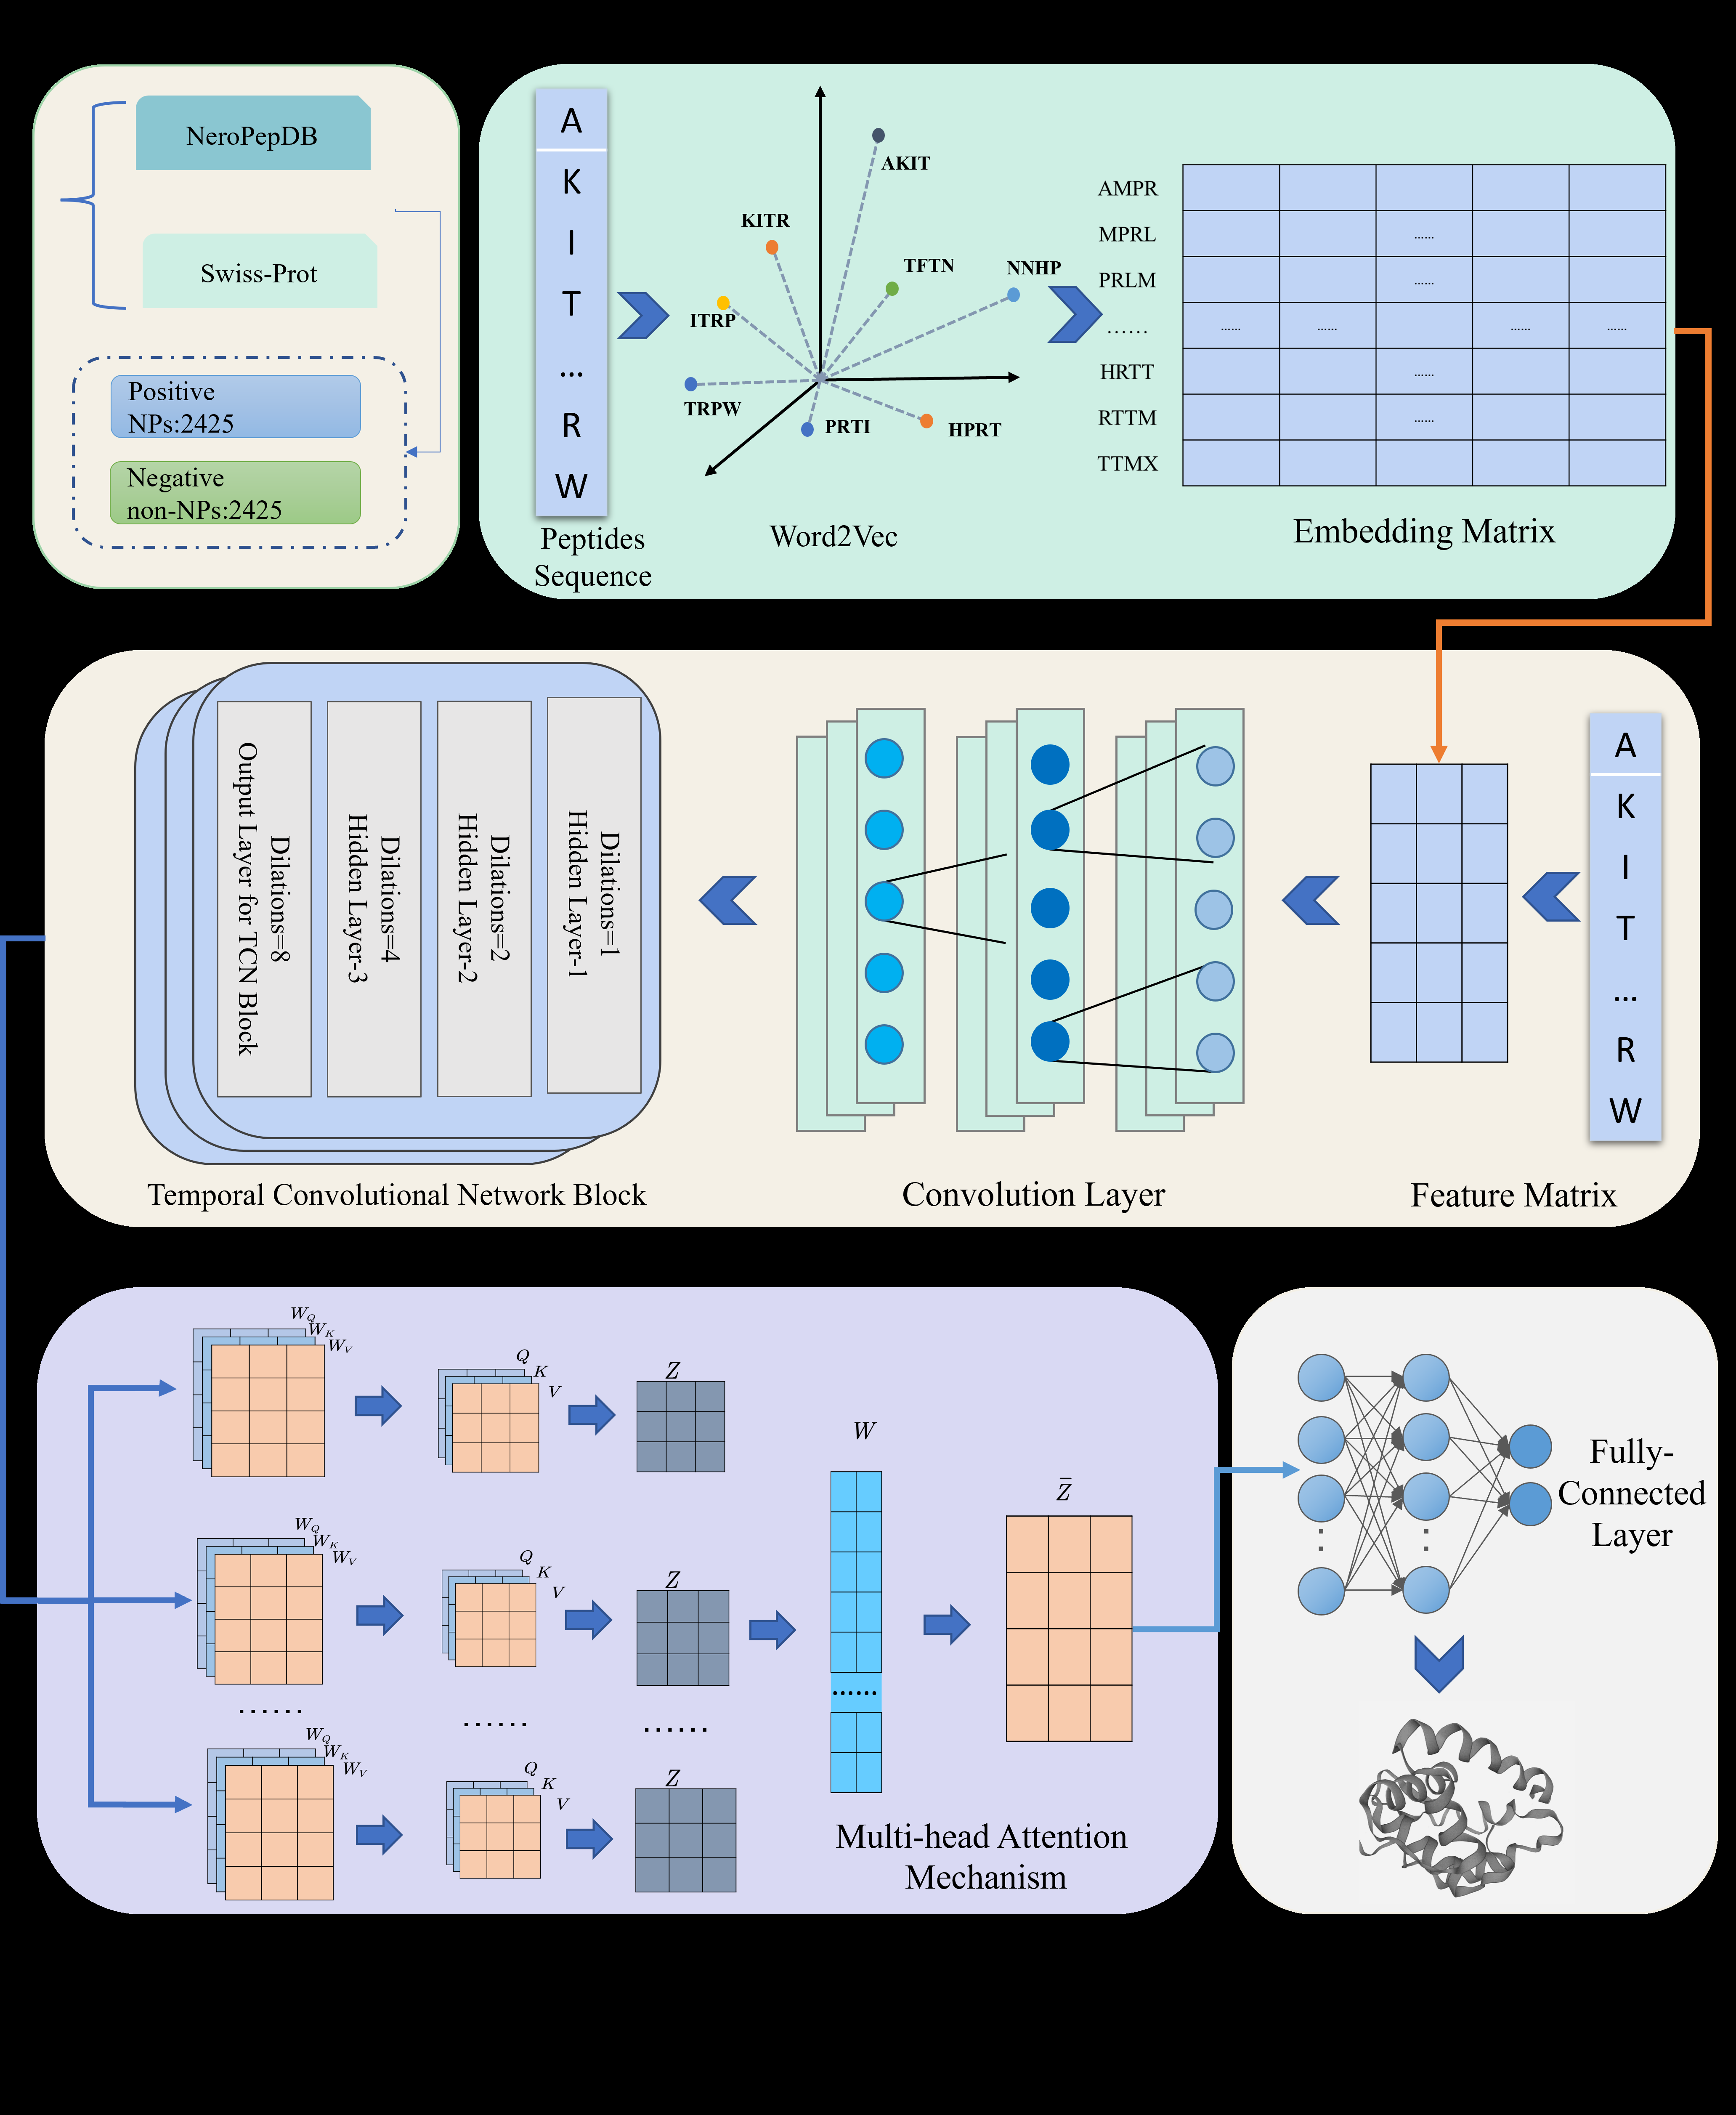 NeroPepDB
Swiss-Prot
Positive
NPs:2425
Negative
non-NPs:2425
A
K
I
T
...
R
W
Peptides
Sequence
AKIT
KITR
TFTN
NNHP
ITRP
TRPW
PRTI
HPRT
Word2Vec
AMPR
MPRL
PRLM
......
HRTT
RTTM
TTMX
......
......
...... ...... ...... ......
......
......
Embedding Matrix
Dilations=8
Output Layer for TCN Block
Dilations=4
Hidden Layer-3
Dilations=2
Hidden Layer-2
Dilations=1
Hidden Layer-1
Temporal Convolutional Network Block
Convolution Layer
Feature Matrix
A
K
I
T
...
R
W
W_Q
W_K
W_V
Q
K
V
Z
W_Q
W_K
W_V
Q
K
V
Z
......
......
......
W_Q
W_K
W_V
Q
K
V
Z
W
......
Z̄
Multi-head Attention
Mechanism
Fully-
Connected
Layer